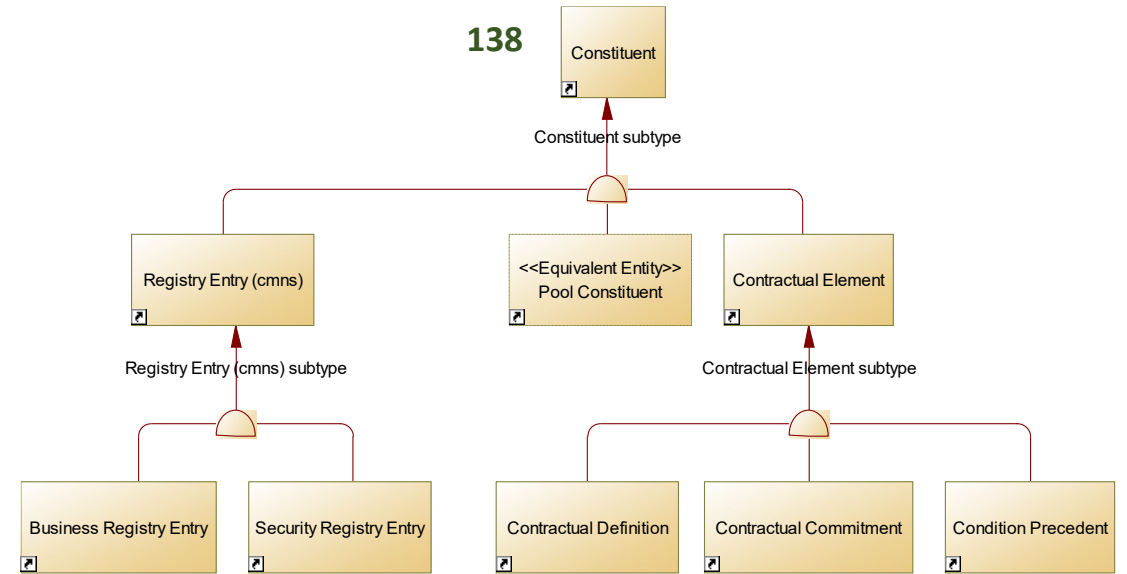 138
Constituent
Constituent subtype
Registry Entry (cmns)
<<Equivalent Entity>>
Pool Constituent
Contractual Element
Registry Entry (cmns) subtype
Contractual Element subtype
Business Registry Entry
Security Registry Entry
Contractual Definition
Contractual Commitment
Condition Precedent